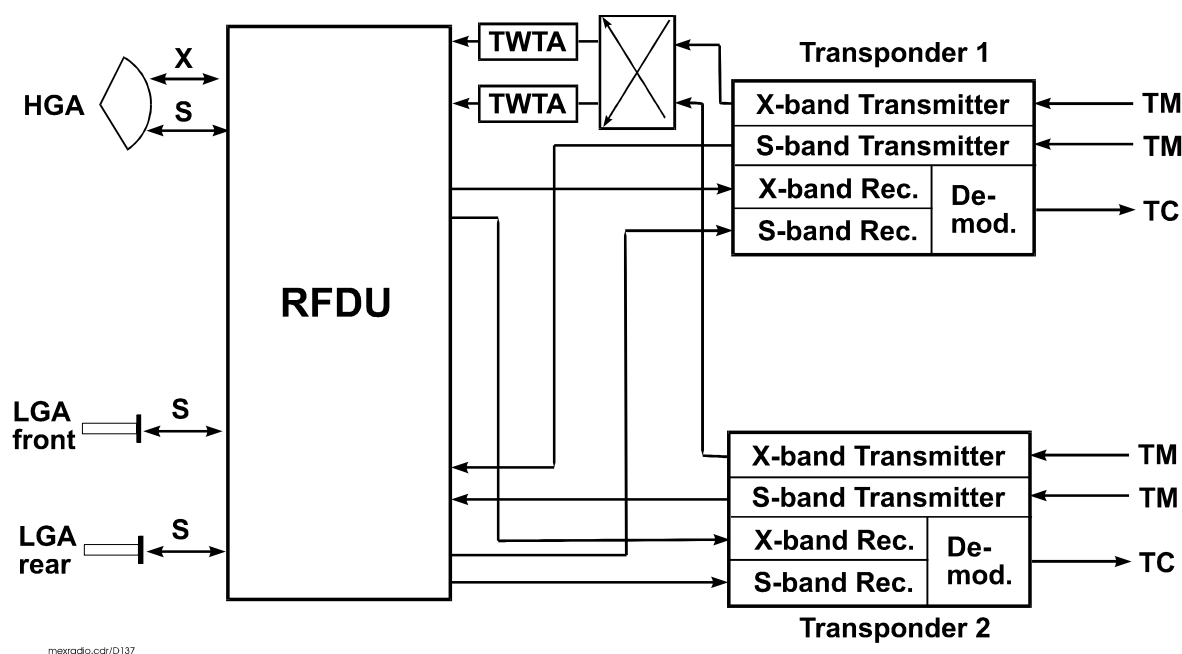 TWTA
Transponder 1
X
HGA
S
TWTA
X-band Transmitter
TM
S-band Transmitter
TM
X-band Rec.
S-band Rec.
De-
mod.
TC
RFDU
LGA
front
S
LGA
rear
S
X-band Transmitter
TM
S-band Transmitter
TM
X-band Rec.
S-band Rec.
De-
mod.
TC
Transponder 2
mexradio.cdr/D137